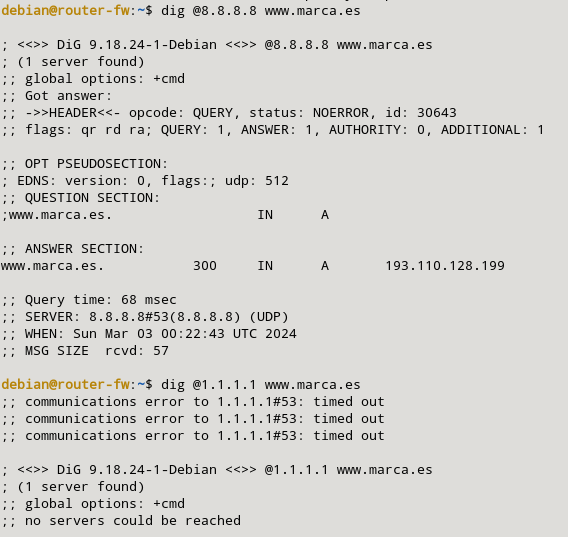 debian@router-fw:~$ dig @8.8.8.8 www.marca.es
; <<>> DiG 9.18.24-1-Debian <<>> @8.8.8.8 www.marca.es
; (1 server found)
;; global options: +cmd
;; Got answer:
;; ->>HEADER<<- opcode: QUERY, status: NOERROR, id: 30643
;; flags: qr rd ra; QUERY: 1, ANSWER: 1, AUTHORITY: 0, ADDITIONAL: 1
;; OPT PSEUDOSECTION:
; EDNS: version: 0, flags:; udp: 512
;; QUESTION SECTION:
;www.marca.es. IN A
;; ANSWER SECTION:
www.marca.es. 300 IN A 193.110.128.199
;; Query time: 68 msec
;; SERVER: 8.8.8.8#53(8.8.8.8) (UDP)
;; WHEN: Sun Mar 03 00:22:43 UTC 2024
;; MSG SIZE rcvd: 57
debian@router-fw:~$ dig @1.1.1.1 www.marca.es
;; communications error to 1.1.1.1#53: timed out
;; communications error to 1.1.1.1#53: timed out
;; communications error to 1.1.1.1#53: timed out
; <<>> DiG 9.18.24-1-Debian <<>> @1.1.1.1 www.marca.es
; (1 server found)
;; global options: +cmd
;; no servers could be reached